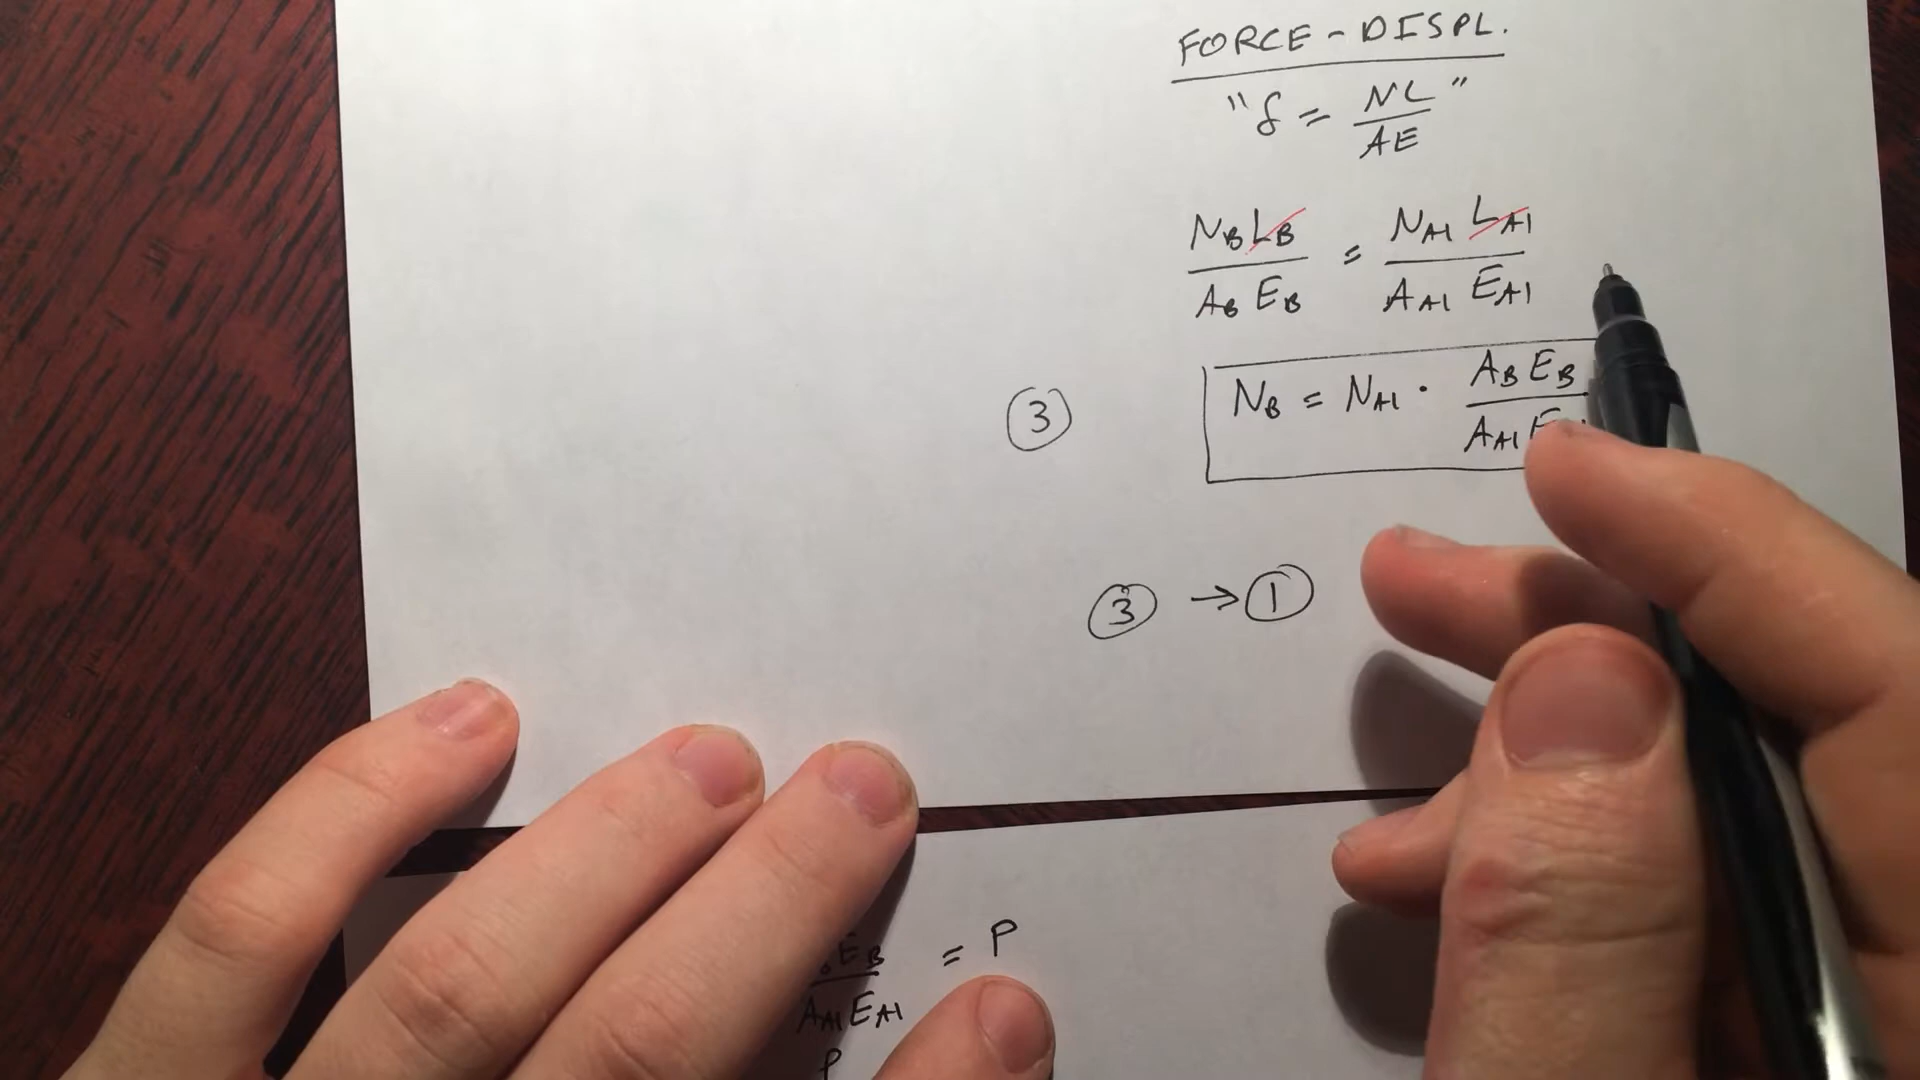 FORCE - DISPL.
"δ = NL / AE"
N_B L_B / A_B E_B = N_Al L_Al / A_Al E_Al
③ N_B = N_Al · A_B E_B / A_Al
③ → ①
E_B / A_Al E_Al = P
P